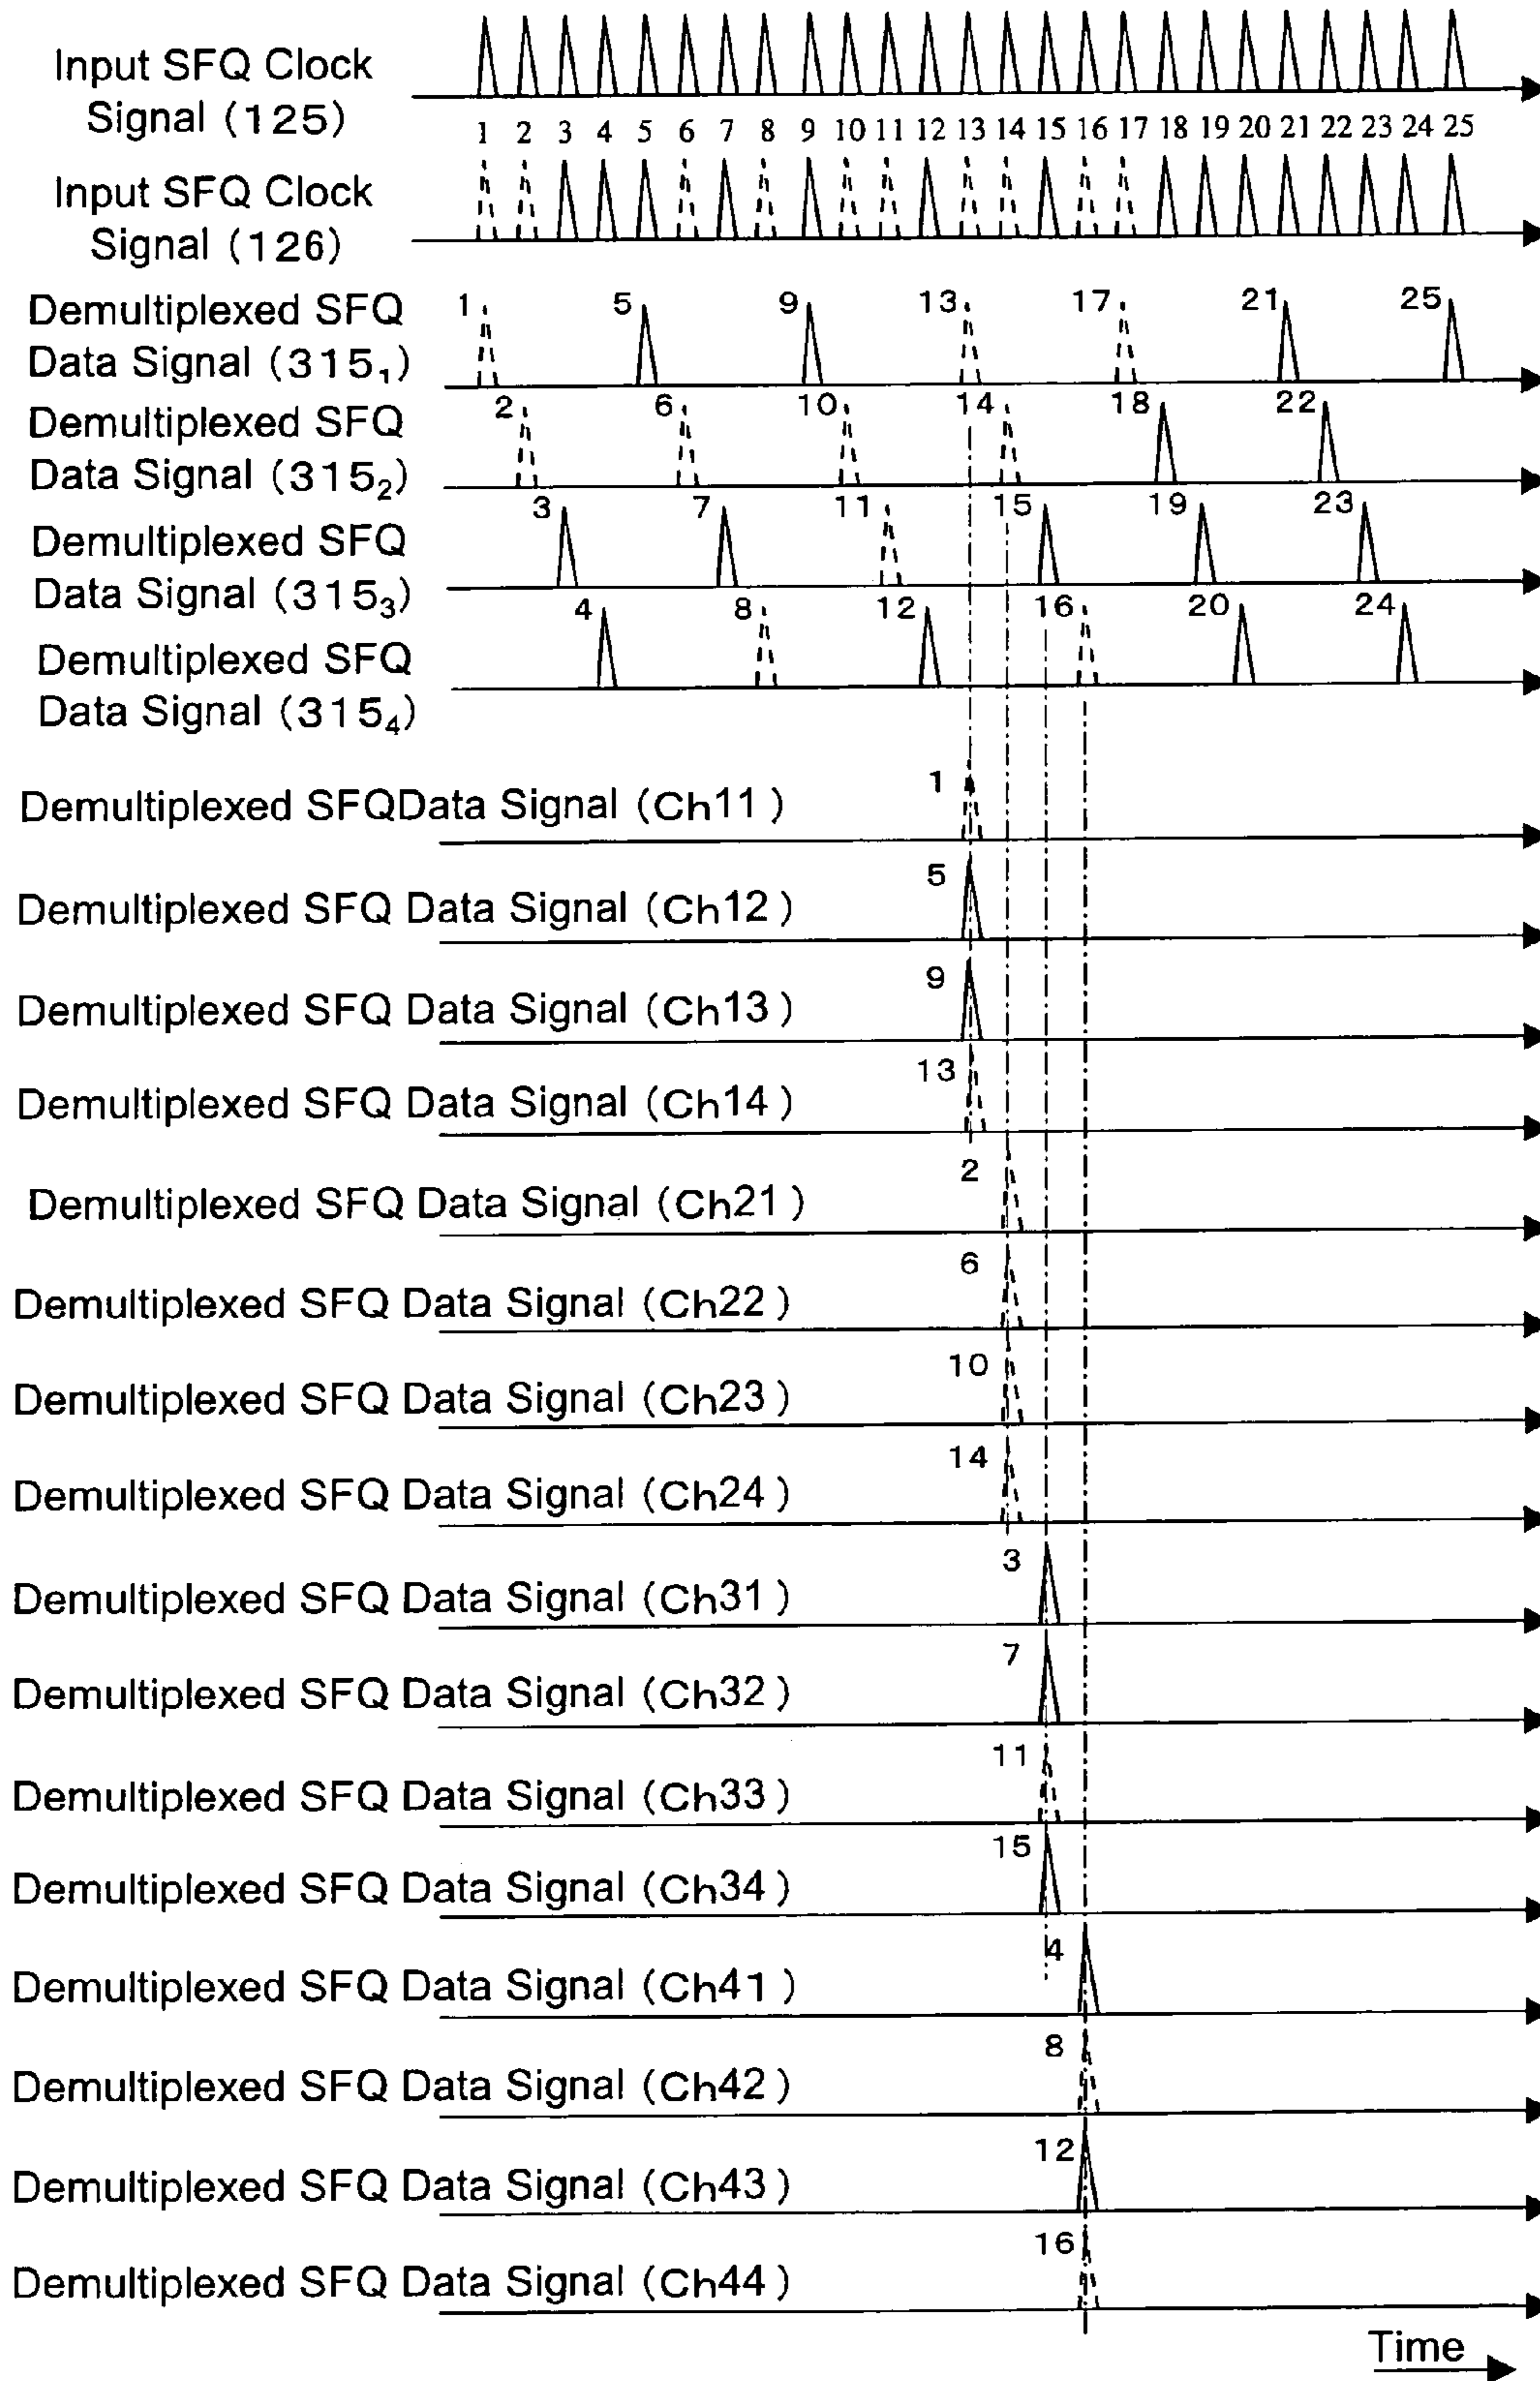 Input SFQ Clock
Signal (125)
1 2 3 4 5 6 7 8 9 10 11 12 13 14 15 16 17 18 19 20 21 22 23 24 25
Input SFQ Clock
Signal (126)
Demultiplexed SFQ
Data Signal (315₁)
1 5 9 13 17 21 25
Demultiplexed SFQ
Data Signal (315₂)
2 6 10 14 18 22
Demultiplexed SFQ
Data Signal (315₃)
3 7 11 15 19 23
Demultiplexed SFQ
Data Signal (315₄)
4 8 12 16 20 24
Demultiplexed SFQData Signal (Ch11)
1
Demultiplexed SFQ Data Signal (Ch12)
5
Demultiplexed SFQ Data Signal (Ch13)
9
Demultiplexed SFQ Data Signal (Ch14)
13
Demultiplexed SFQ Data Signal (Ch21)
2
Demultiplexed SFQ Data Signal (Ch22)
6
Demultiplexed SFQ Data Signal (Ch23)
10
Demultiplexed SFQ Data Signal (Ch24)
14
Demultiplexed SFQ Data Signal (Ch31)
3
Demultiplexed SFQ Data Signal (Ch32)
7
Demultiplexed SFQ Data Signal (Ch33)
11
Demultiplexed SFQ Data Signal (Ch34)
15
Demultiplexed SFQ Data Signal (Ch41)
4
Demultiplexed SFQ Data Signal (Ch42)
8
Demultiplexed SFQ Data Signal (Ch43)
12
Demultiplexed SFQ Data Signal (Ch44)
16
Time